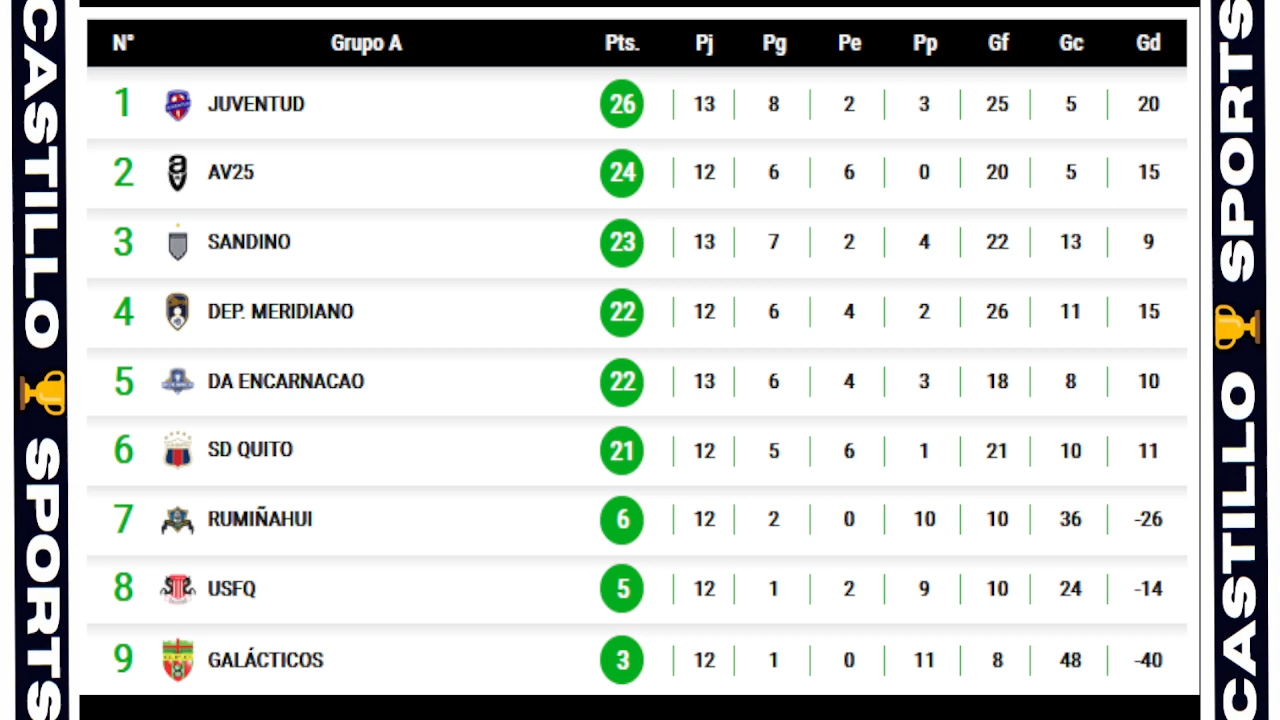 CASTILLO SPORTS
N° Grupo A Pts. Pj Pg Pe Pp Gf Gc Gd
1 JUVENTUD 26 13 8 2 3 25 5 20
2 AV25 24 12 6 6 0 20 5 15
3 SANDINO 23 13 7 2 4 22 13 9
4 DEP. MERIDIANO 22 12 6 4 2 26 11 15
5 DA ENCARNACAO 22 13 6 4 3 18 8 10
6 SD QUITO 21 12 5 6 1 21 10 11
7 RUMIÑAHUI 6 12 2 0 10 10 36 -26
8 USFQ 5 12 1 2 9 10 24 -14
9 GALÁCTICOS 3 12 1 0 11 8 48 -40
CASTILLO SPORTS